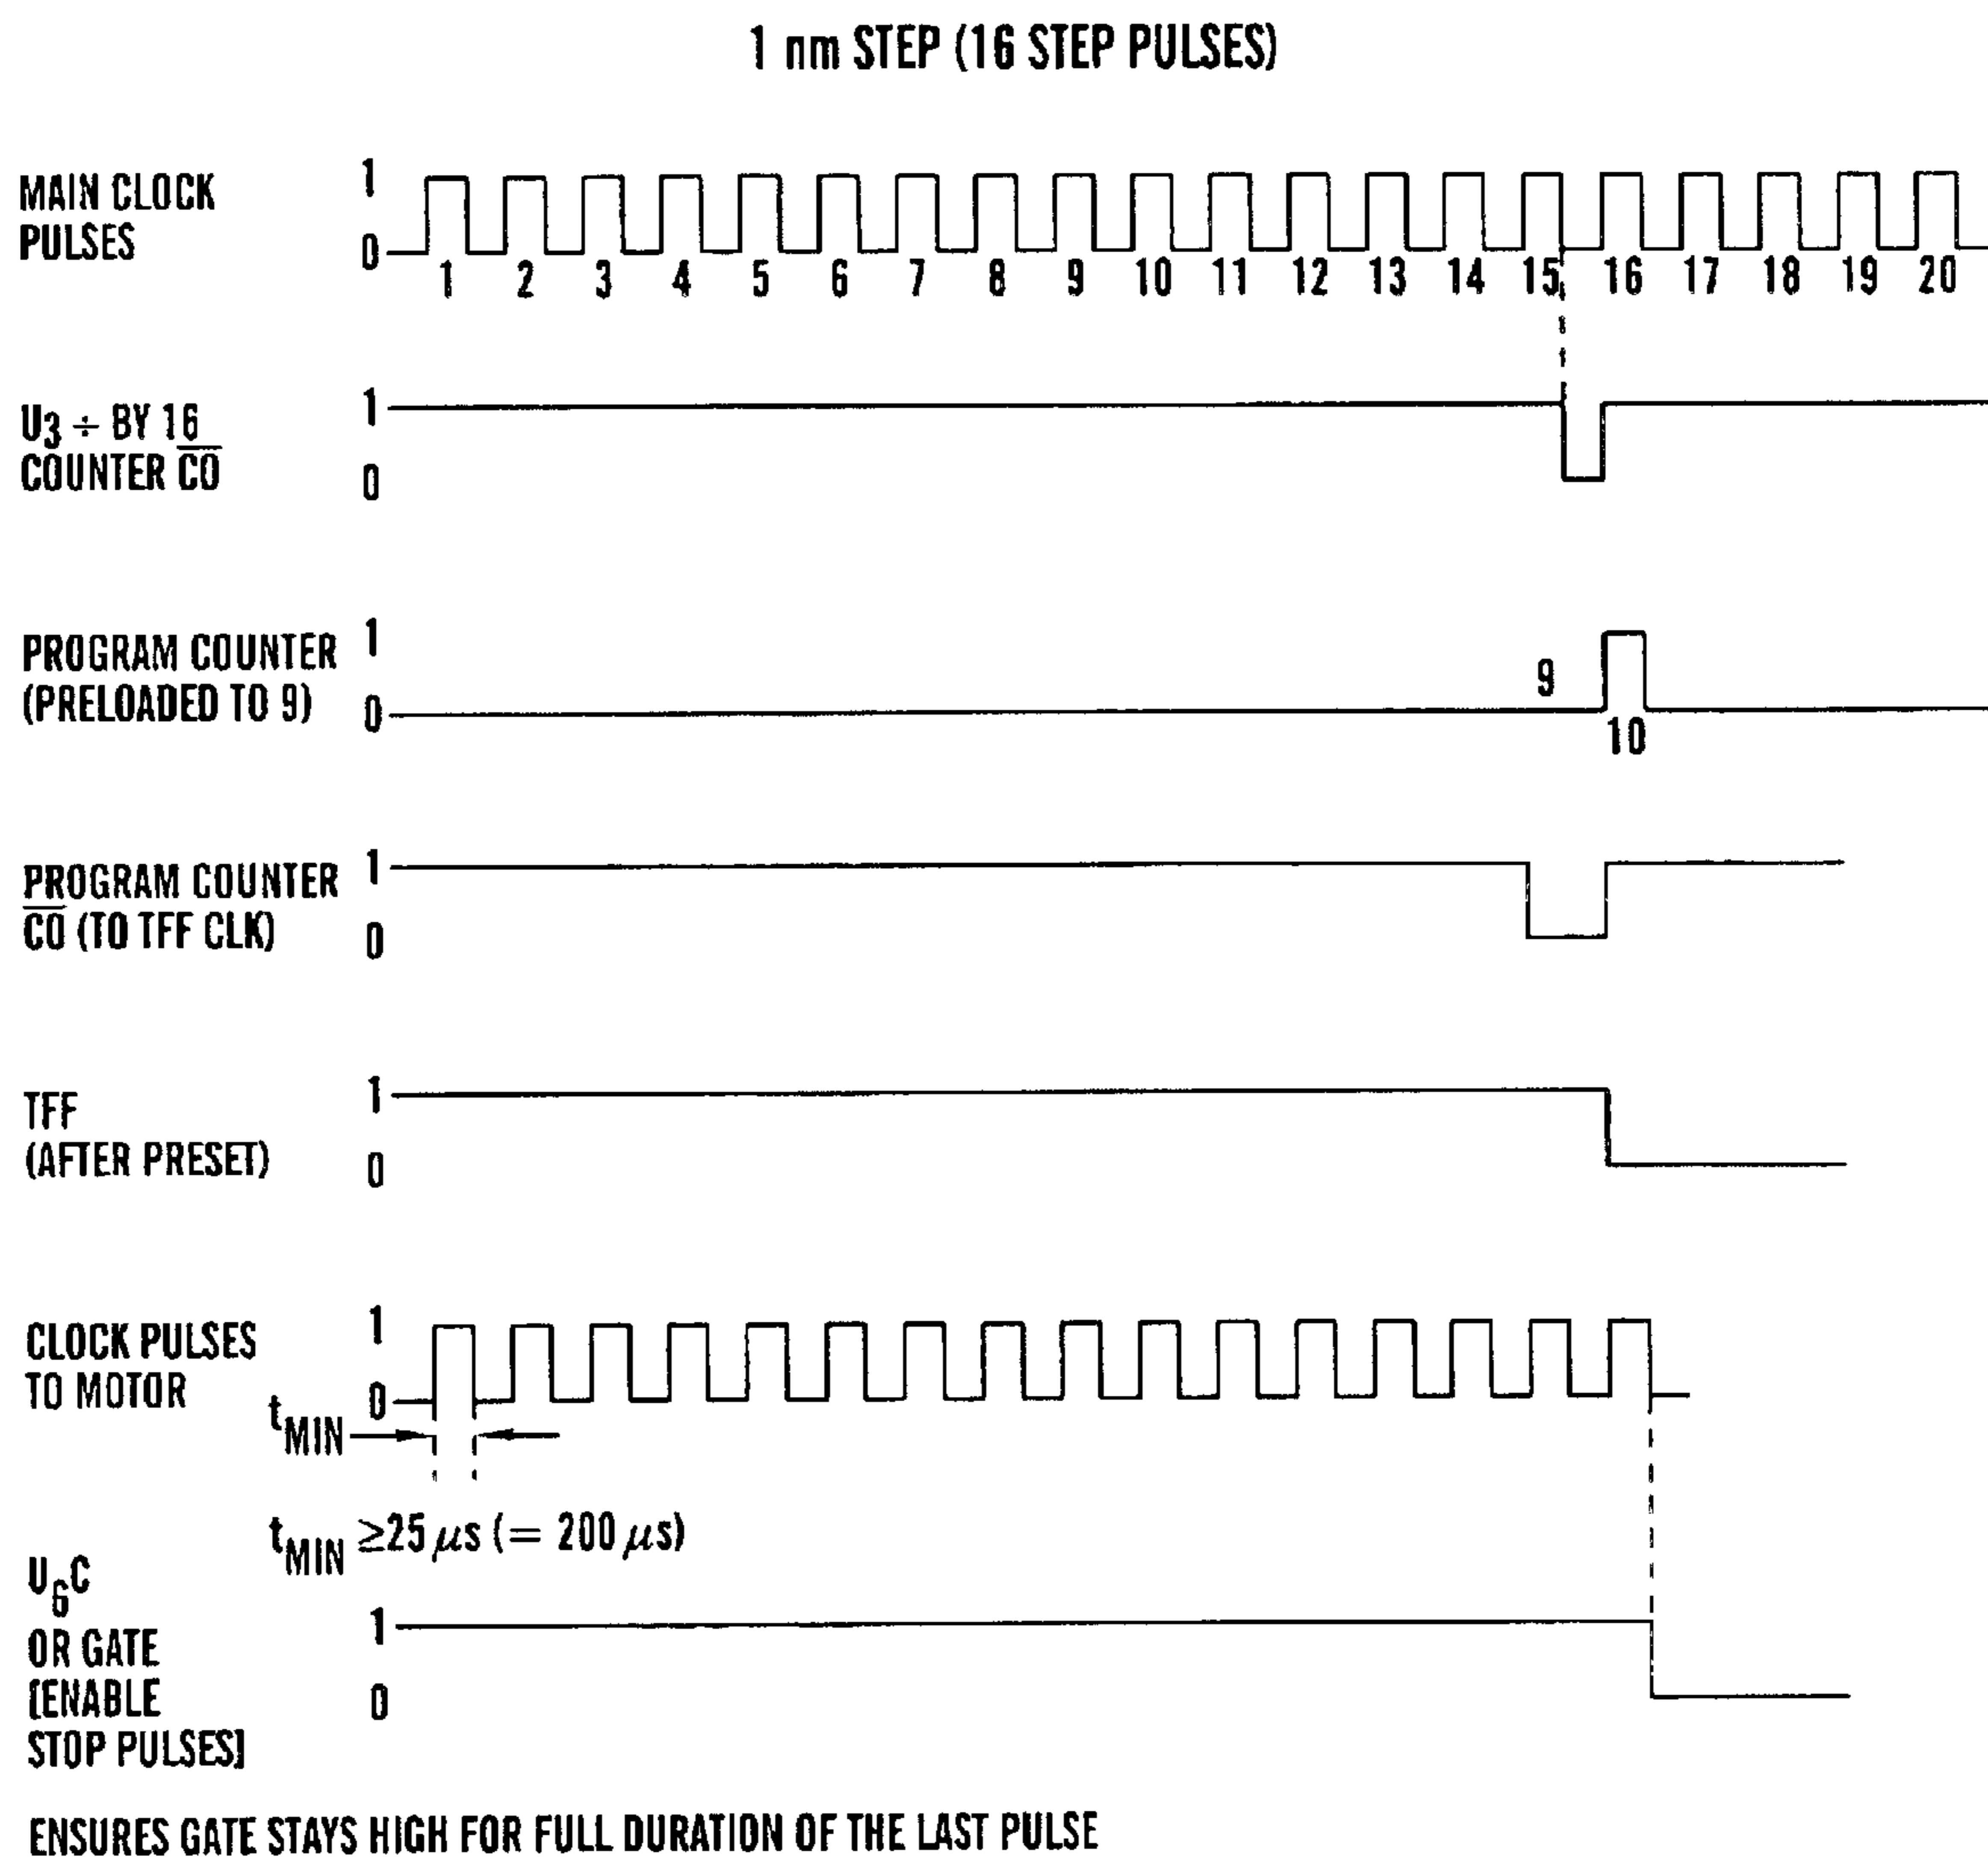 1 nm STEP (16 STEP PULSES)
MAIN CLOCK
PULSES
1
0
1 2 3 4 5 6 7 8 9 10 11 12 13 14 15 16 17 18 19 20
U3 ÷ BY 16
COUNTER C̅O̅
1
0
PROGRAM COUNTER
(PRELOADED TO 9)
1
0
9
10
PROGRAM COUNTER
C̅O̅ (TO TFF CLK)
1
0
TFF
(AFTER PRESET)
1
0
CLOCK PULSES
TO MOTOR
1
0
tMIN
tMIN ≥25 μs (= 200 μs)
U6C
OR GATE
[ENABLE
STOP PULSES]
1
0
ENSURES GATE STAYS HIGH FOR FULL DURATION OF THE LAST PULSE